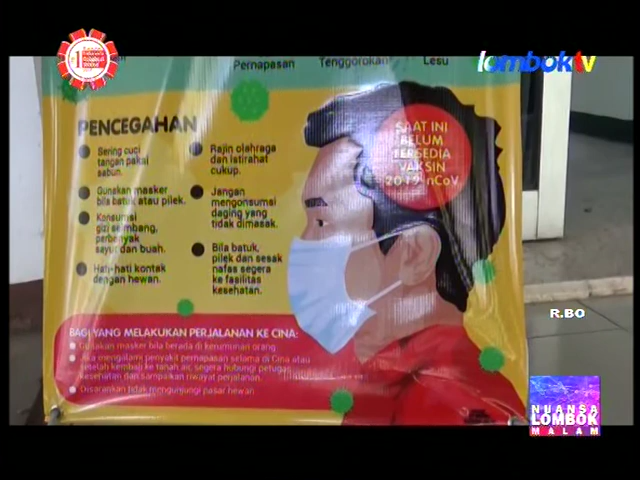 lomboktv
Pernapasan
Tenggorokan
Lesu
PENCEGAHAN
Sering cuci
tangan pakai
sabun.
Gunakan masker
bila batuk atau pilek.
Konsumsi
gizi seimbang,
perbanyak
sayur dan buah.
Hati-hati kontak
dengan hewan.
Rajin olahraga
dan istirahat
cukup.
Jangan
mengonsumsi
daging yang
tidak dimasak.
Bila batuk,
pilek dan sesak
nafas segera
ke fasilitas
kesehatan.
SAAT INI
BELUM
TERSEDIA
VAKSIN
2019 nCoV
BAGI YANG MELAKUKAN PERJALANAN KE CINA:
Gunakan masker bila berada di kerumunan orang.
Jika mengalami penyakit pernapasan selama di Cina atau
setelah kembali ke tanah air, segera hubungi petugas
kesehatan dan sampaikan riwayat perjalanan.
Disarankan tidak mengunjungi pasar hewan
R.BO
NUANSA
LOMBOK
MALAM